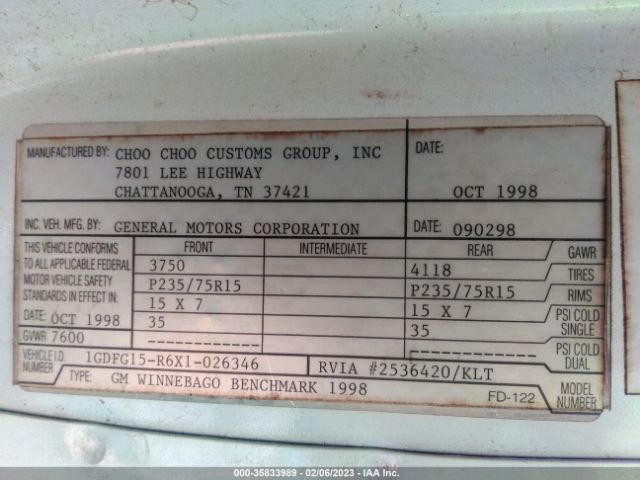 MANUFACTURED BY: CHOO CHOO CUSTOMS GROUP, INC DATE:
7801 LEE HIGHWAY
CHATTANOOGA, TN 37421 OCT 1998
INC. VEH. MFG. BY: GENERAL MOTORS CORPORATION DATE: 090298
THIS VEHICLE CONFORMS FRONT INTERMEDIATE REAR GAWR
TO ALL APPLICABLE FEDERAL 3750 4118 TIRES
MOTOR VEHICLE SAFETY P235/75R15 P235/75R15 RIMS
STANDARDS IN EFFECT IN: 15 X 7 15 X 7 PSI COLD SINGLE
DATE: OCT 1998 35 35
GVWR 7600 PSI COLD DUAL
VEHICLE I.D. NUMBER 1GDFG15-R6X1-026346 RVIA #2536420/KLT
TYPE: GM WINNEBAGO BENCHMARK 1998 FD-122 MODEL NUMBER
000-35833989 - 02/06/2023 - IAA Inc.